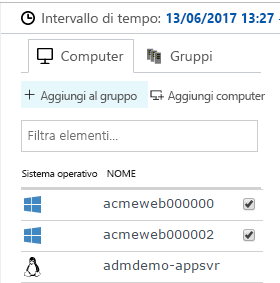 Intervallo di tempo: 13/06/2017 13:27 -
Computer Gruppi
+ Aggiungi al gruppo Aggiungi computer
Filtra elementi...
Sistema operativo NOME
acmeweb000000
acmeweb000002
admdemo-appsvr